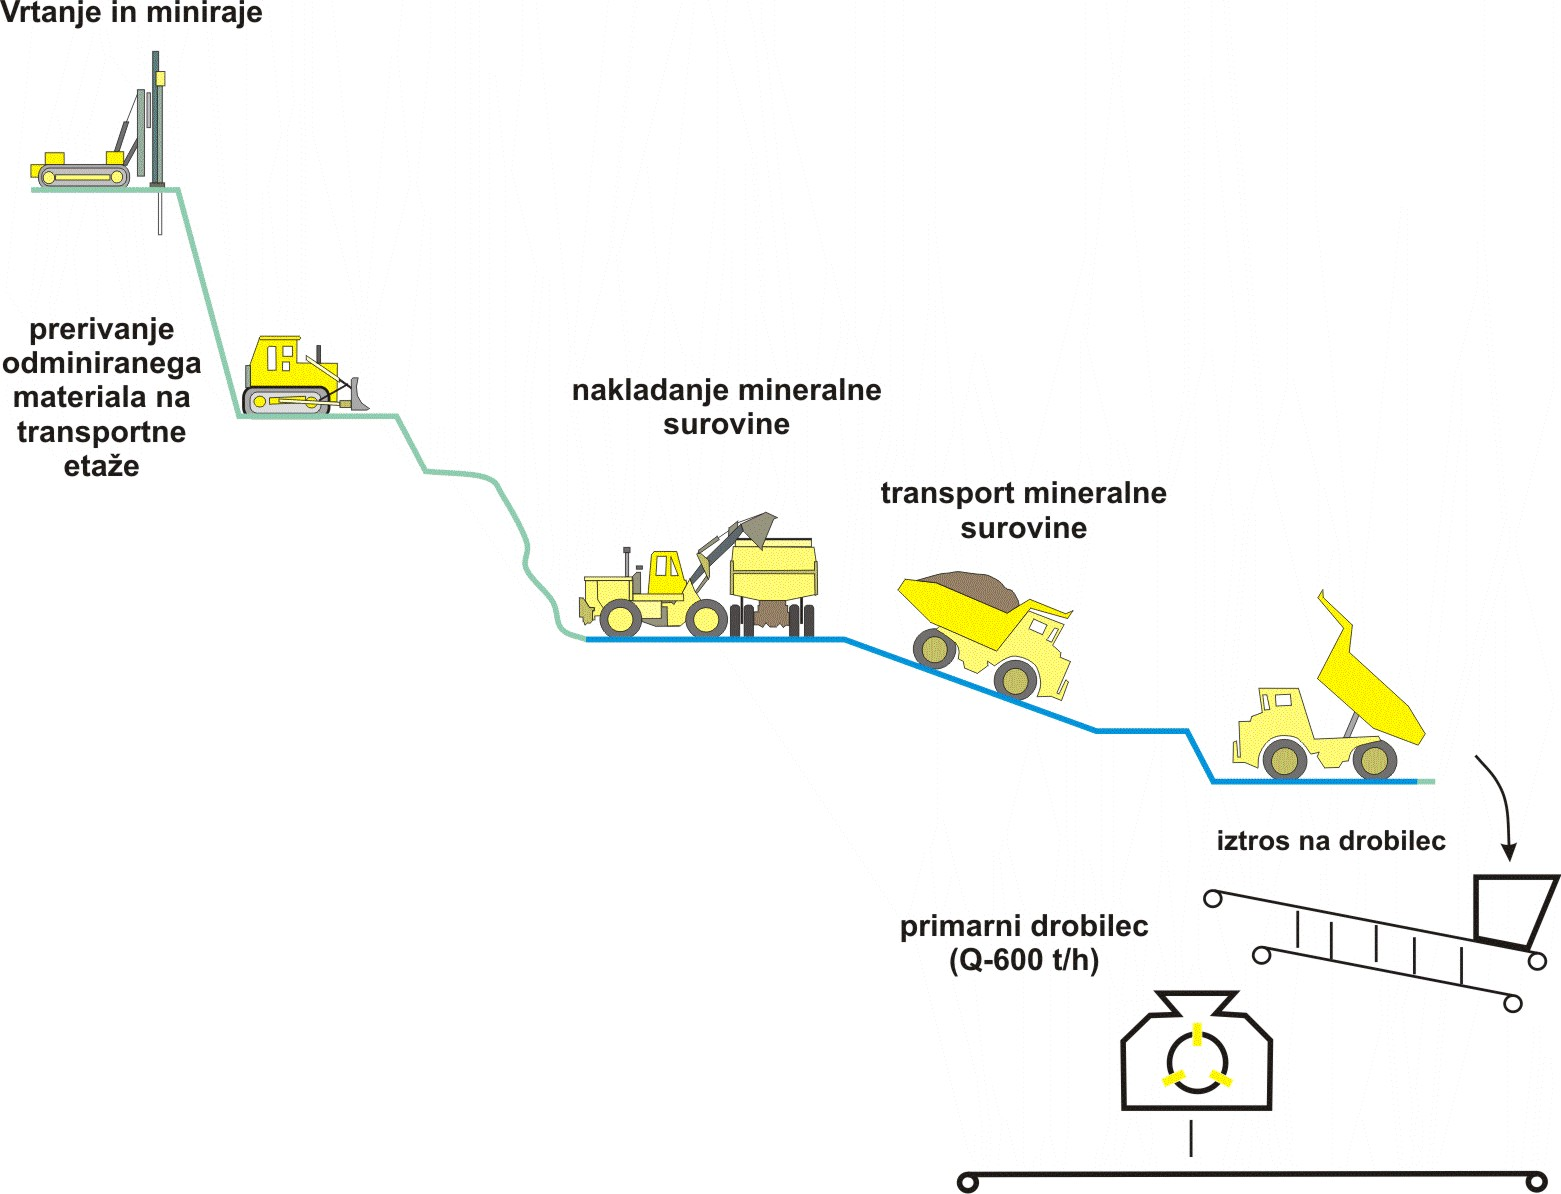 Vrtanje in miniraje
prerivanje
odminiranega
materiala na
transportne
etaže
nakladanje mineralne
surovine
transport mineralne
surovine
iztros na drobilec
primarni drobilec
(Q-600 t/h)